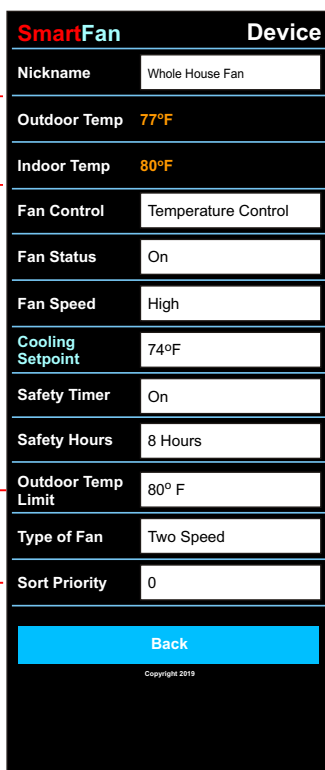 SmartFan Device
Nickname Whole House Fan
Outdoor Temp 77°F
Indoor Temp 80°F
Fan Control Temperature Control
Fan Status On
Fan Speed High
Cooling
Setpoint 74ºF
Safety Timer On
Safety Hours 8 Hours
Outdoor Temp
Limit 80º F
Type of Fan Two Speed
Sort Priority 0
Back
Copyright 2019